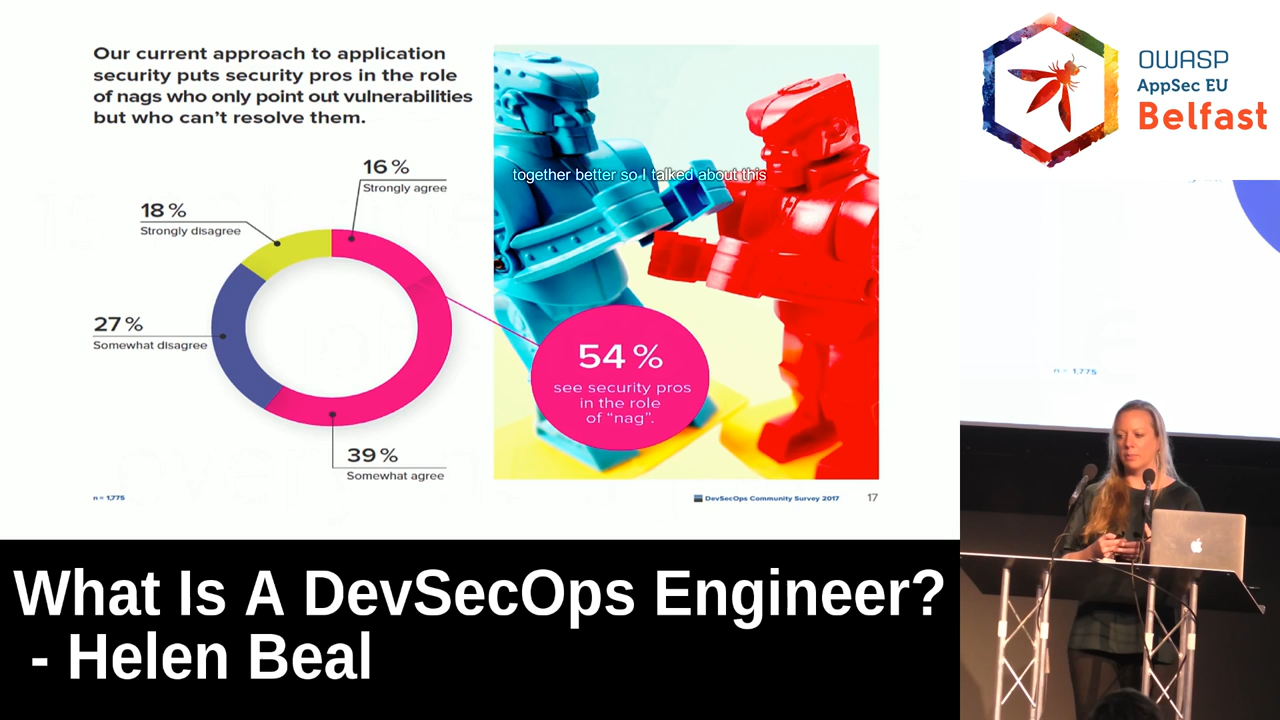 Our current approach to application
security puts security pros in the role
of nags who only point out vulnerabilities
but who can't resolve them.
16 %
Strongly agree
18 %
Strongly disagree
27 %
Somewhat disagree
39 %
Somewhat agree
together better so I talked about this
54 %
see security pros
in the role
of "nag".
n = 1,775
DevSecOps Community Survey 2017
17
OWASP
AppSec EU
Belfast
n = 1,775
What Is A DevSecOps Engineer?
- Helen Beal